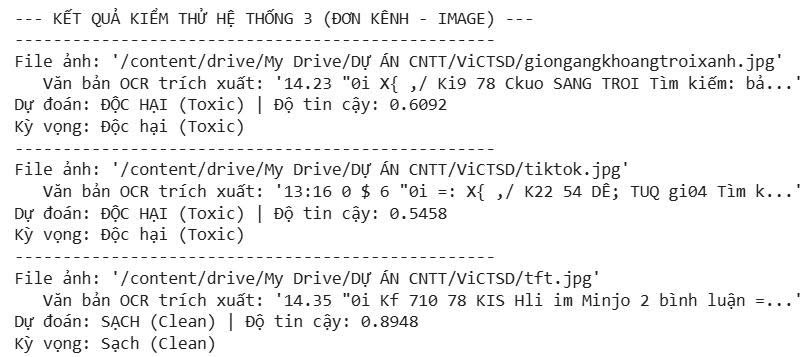 --- KẾT QUẢ KIỂM THỬ HỆ THỐNG 3 (ĐƠN KÊNH - IMAGE) ---
--------------------------------------------------
File ảnh: '/content/drive/My Drive/DỰ ÁN CNTT/ViCTSD/giongangkhoangtroixanh.jpg'
   Văn bản OCR trích xuất: '14.23 "0i X{ ,/ Ki9 78 Ckuo SANG TROI Tìm kiếm: bả...'
Dự đoán: ĐỘC HẠI (Toxic) | Độ tin cậy: 0.6092
Kỳ vọng: Độc hại (Toxic)
--------------------------------------------------
File ảnh: '/content/drive/My Drive/DỰ ÁN CNTT/ViCTSD/tiktok.jpg'
   Văn bản OCR trích xuất: '13:16 0 $ 6 "0i =: X{ ,/ K22 54 DÊ; TUQ gi04 Tìm k...'
Dự đoán: ĐỘC HẠI (Toxic) | Độ tin cậy: 0.5458
Kỳ vọng: Độc hại (Toxic)
--------------------------------------------------
File ảnh: '/content/drive/My Drive/DỰ ÁN CNTT/ViCTSD/tft.jpg'
   Văn bản OCR trích xuất: '14.35 "0i Kf 710 78 KIS Hli im Minjo 2 bình luận =...'
Dự đoán: SẠCH (Clean) | Độ tin cậy: 0.8948
Kỳ vọng: Sạch (Clean)